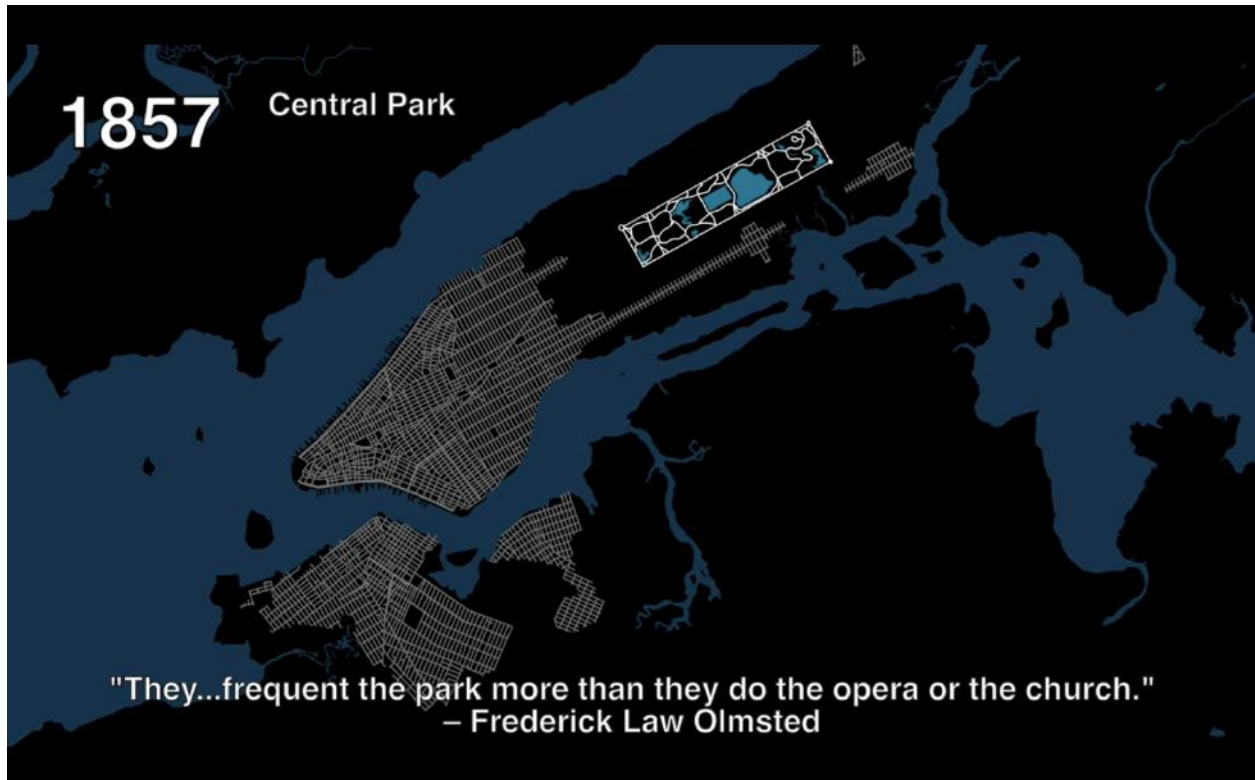 1857
Central Park
"They...frequent the park more than they do the opera or the church."
– Frederick Law Olmsted